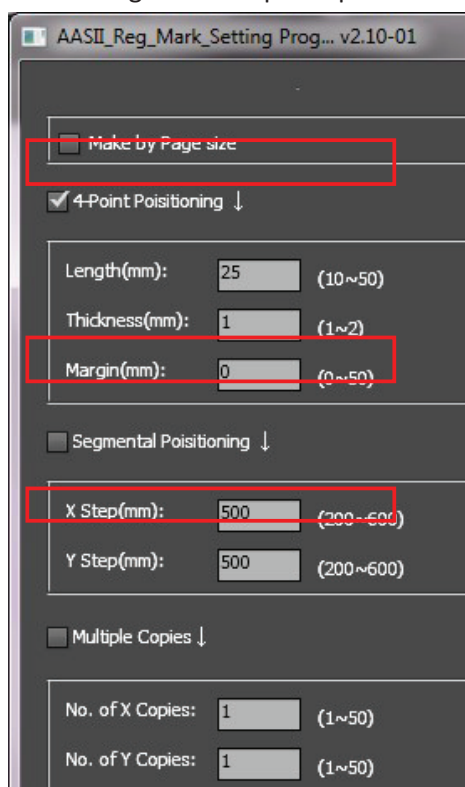 AASII_Reg_Mark_Setting Prog... v2.10-01
Make by Page size
4-Point Poisitioning ↓
Length(mm): 25 (10~50)
Thickness(mm): 1 (1~2)
Margin(mm): 0 (0~50)
Segmental Poisitioning ↓
X Step(mm): 500 (200~600)
Y Step(mm): 500 (200~600)
Multiple Copies ↓
No. of X Copies: 1 (1~50)
No. of Y Copies: 1 (1~50)